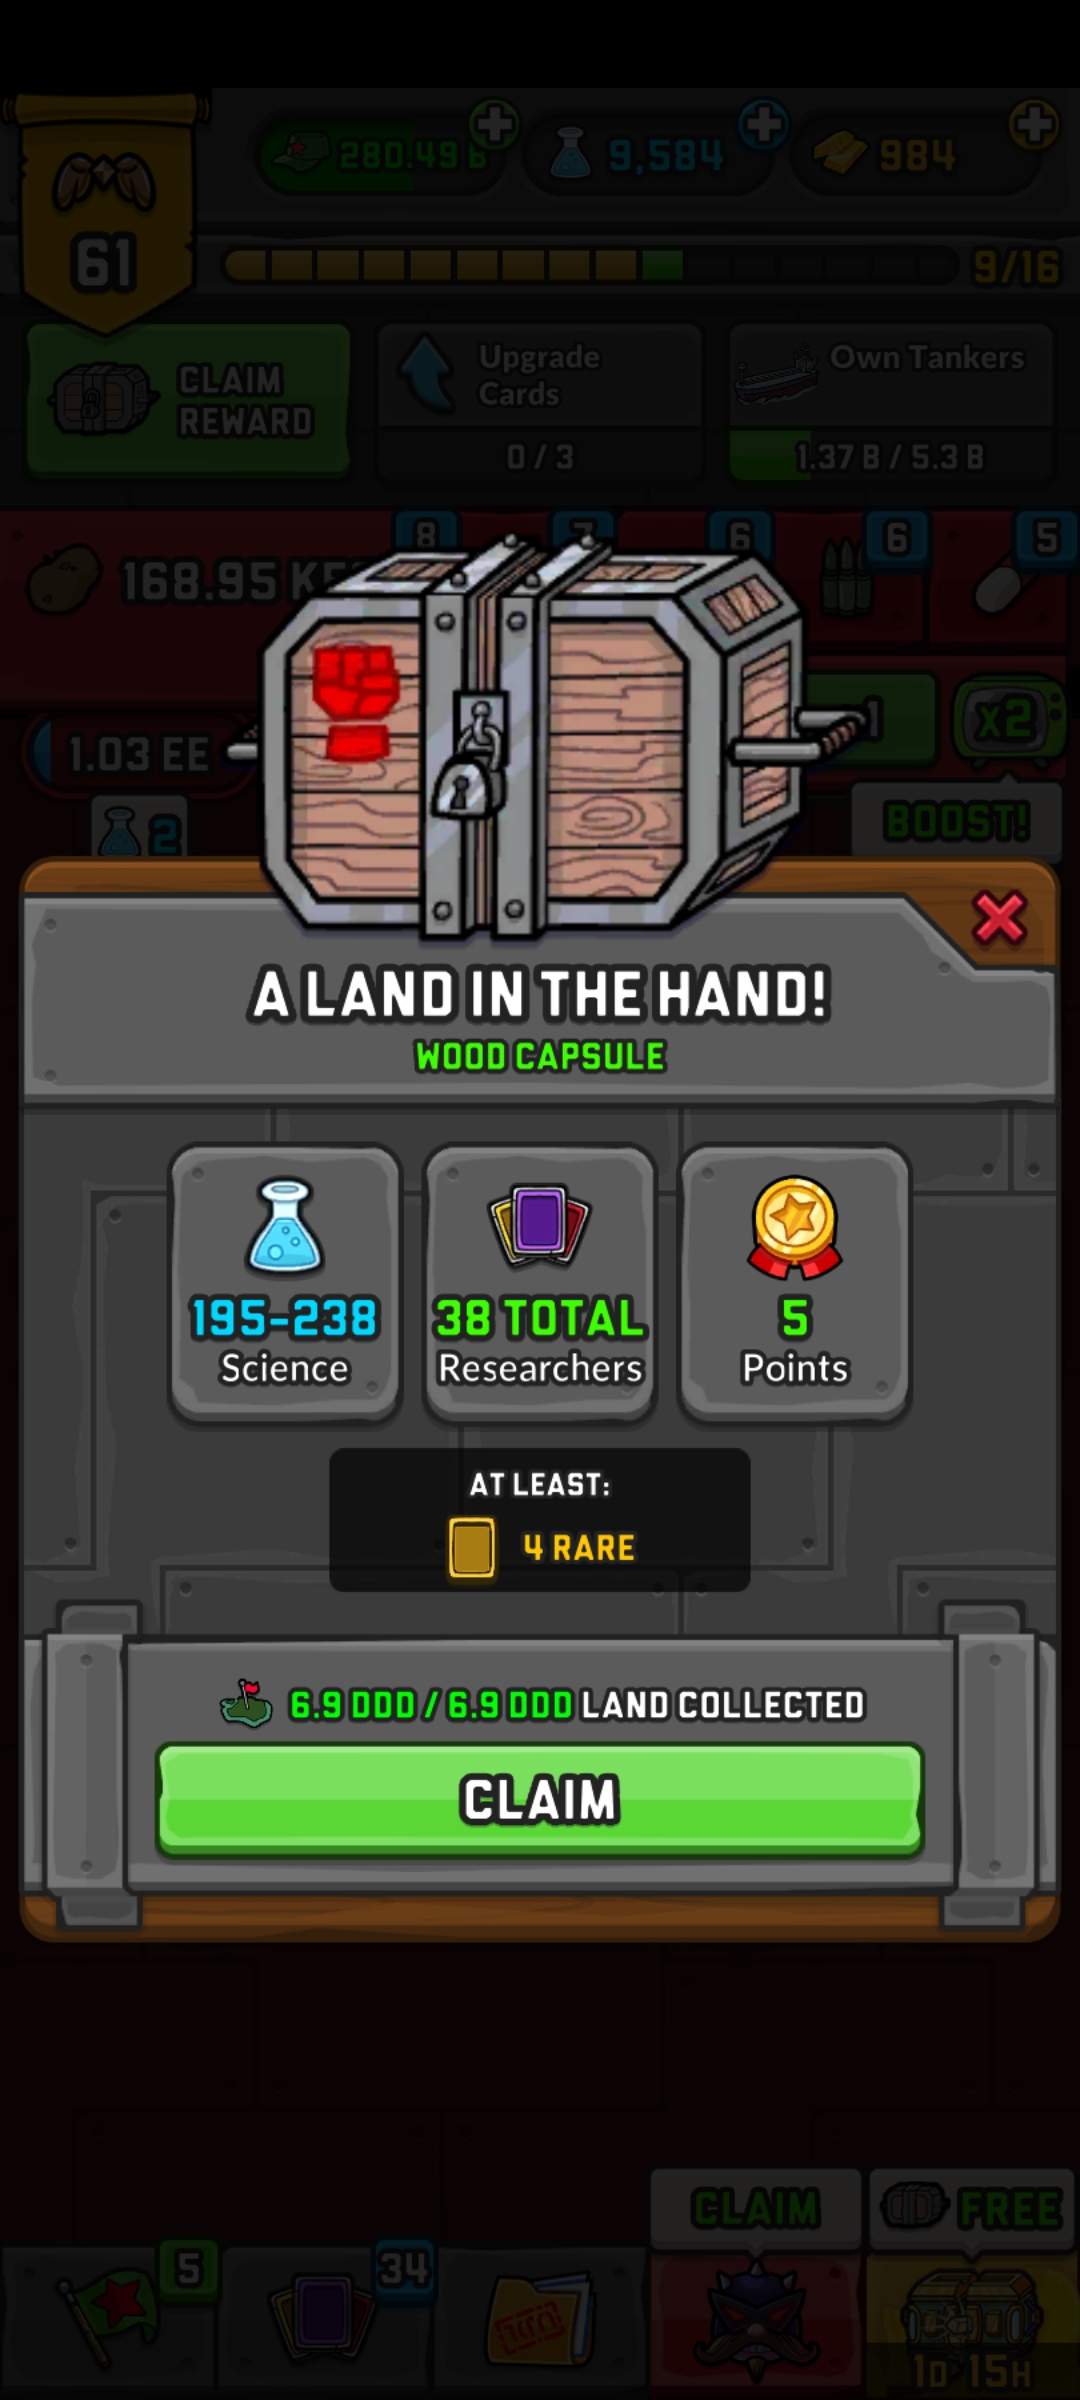 280.49 B
9,584
984
61
9/16
CLAIM
REWARD
Upgrade
Cards
0 / 3
Own Tankers
1.37 B / 5.3 B
8
7
6
6
5
168.95 KF
1
x2
1.03 EE
2
BOOST!
A LAND IN THE HAND!
WOOD CAPSULE
195-238
Science
38 TOTAL
Researchers
5
Points
AT LEAST:
4 RARE
6.9 DDD / 6.9 DDD LAND COLLECTED
CLAIM
CLAIM
FREE
5
34
1D 15H